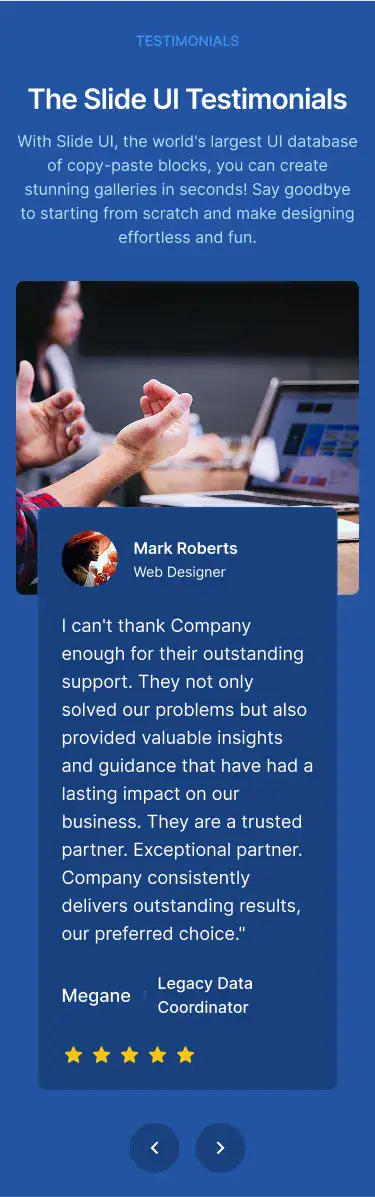 TESTIMONIALS
The Slide UI Testimonials
With Slide UI, the world's largest UI database
of copy-paste blocks, you can create
stunning galleries in seconds! Say goodbye
to starting from scratch and make designing
effortless and fun.
Mark Roberts
Web Designer
I can't thank Company
enough for their outstanding
support. They not only
solved our problems but also
provided valuable insights
and guidance that have had a
lasting impact on our
business. They are a trusted
partner. Exceptional partner.
Company consistently
delivers outstanding results,
our preferred choice."
Megane
Legacy Data
Coordinator